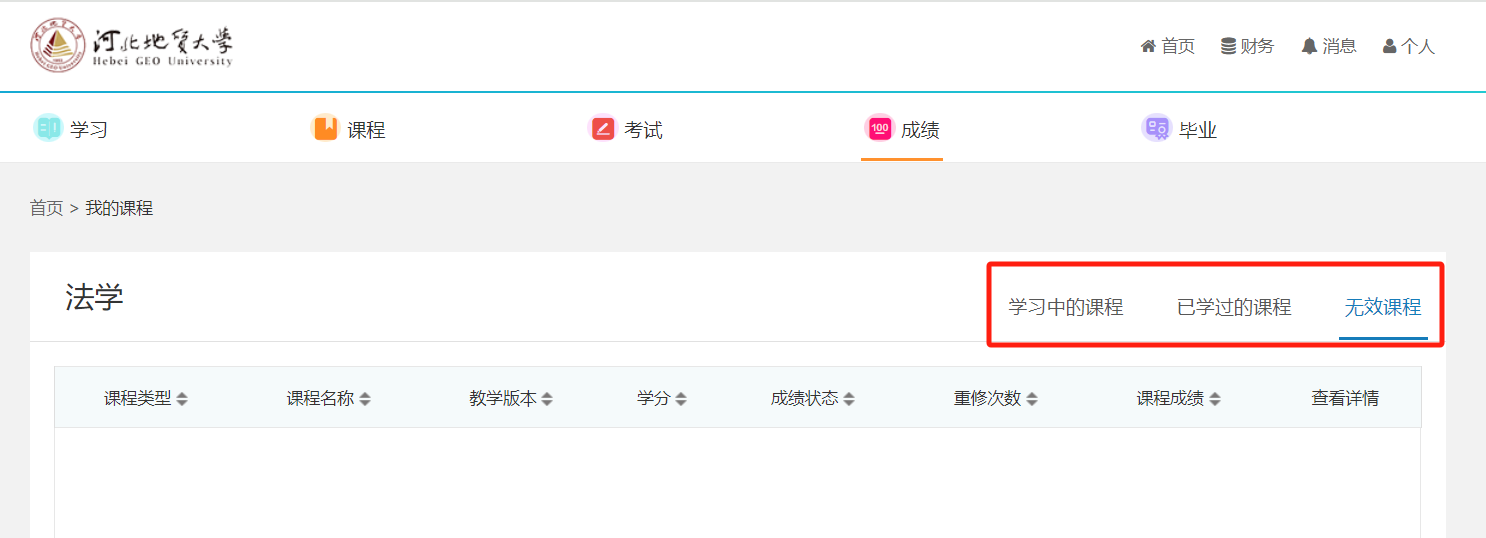 河北地质大学
Hebei GEO University
首页 财务 消息 个人
学习 课程 考试 100 成绩 毕业
首页 > 我的课程
法学 学习中的课程 已学过的课程 无效课程
课程类型 课程名称 教学版本 学分 成绩状态 重修次数 课程成绩 查看详情